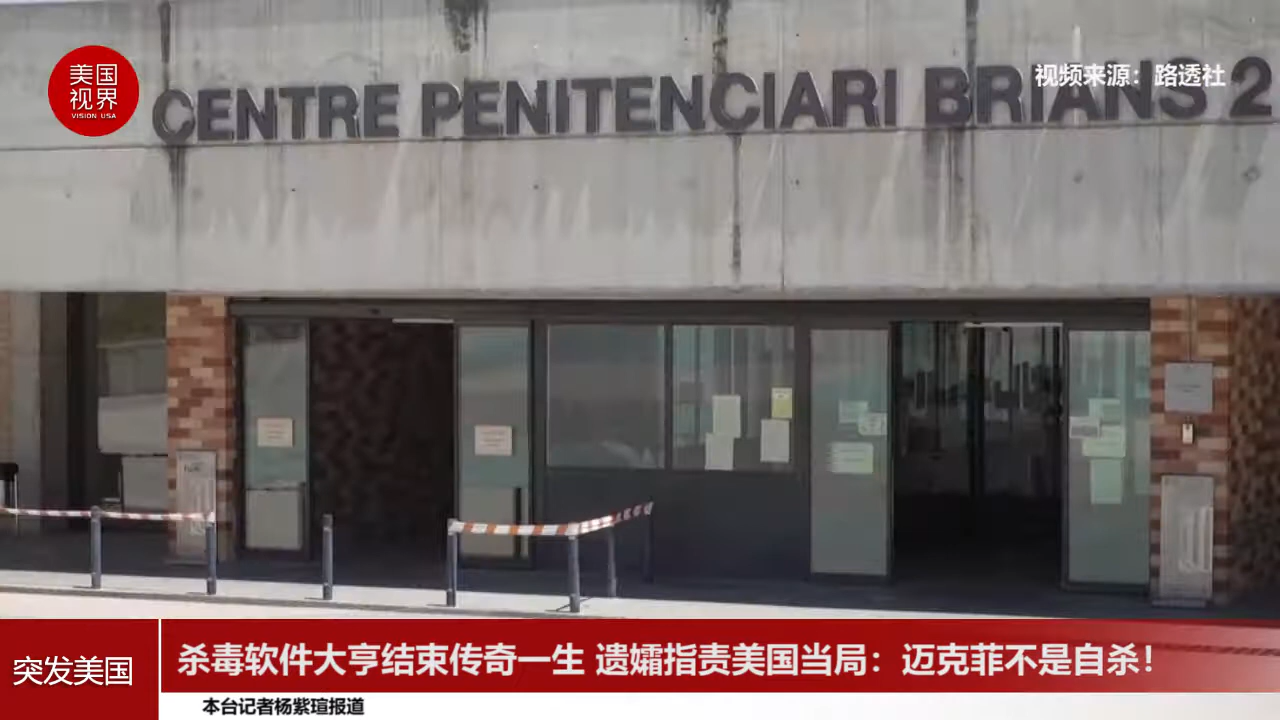 美国
视界
VISION USA
视频来源：路透社
CENTRE PENITENCIARI BRIANS 2
突发美国
杀毒软件大亨结束传奇一生 遗孀指责美国当局：迈克菲不是自杀！
本台记者杨紫瑄报道